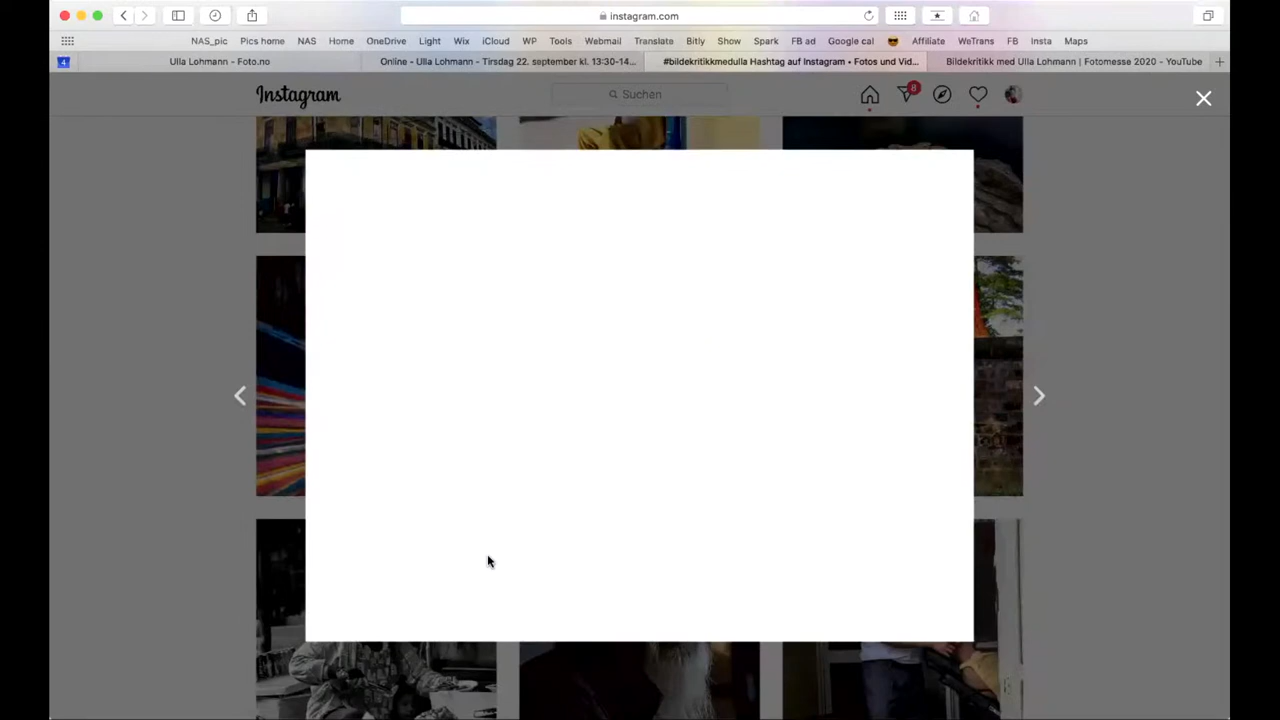 instagram.com
NAS_pic Pics home NAS Home OneDrive Light Wix iCloud WP Tools Webmail Translate Bitly Show Spark FB ad Google cal 😎 Affiliate WeTrans FB Insta Maps
4 Ulla Lohmann - Foto.no Online - Ulla Lohmann - Tirsdag 22. september kl. 13:30-14... #bildekritikkmedulla Hashtag auf Instagram • Fotos und Vid... Bildekritikk med Ulla Lohmann | Fotomesse 2020 - YouTube
Instagram Suchen 8